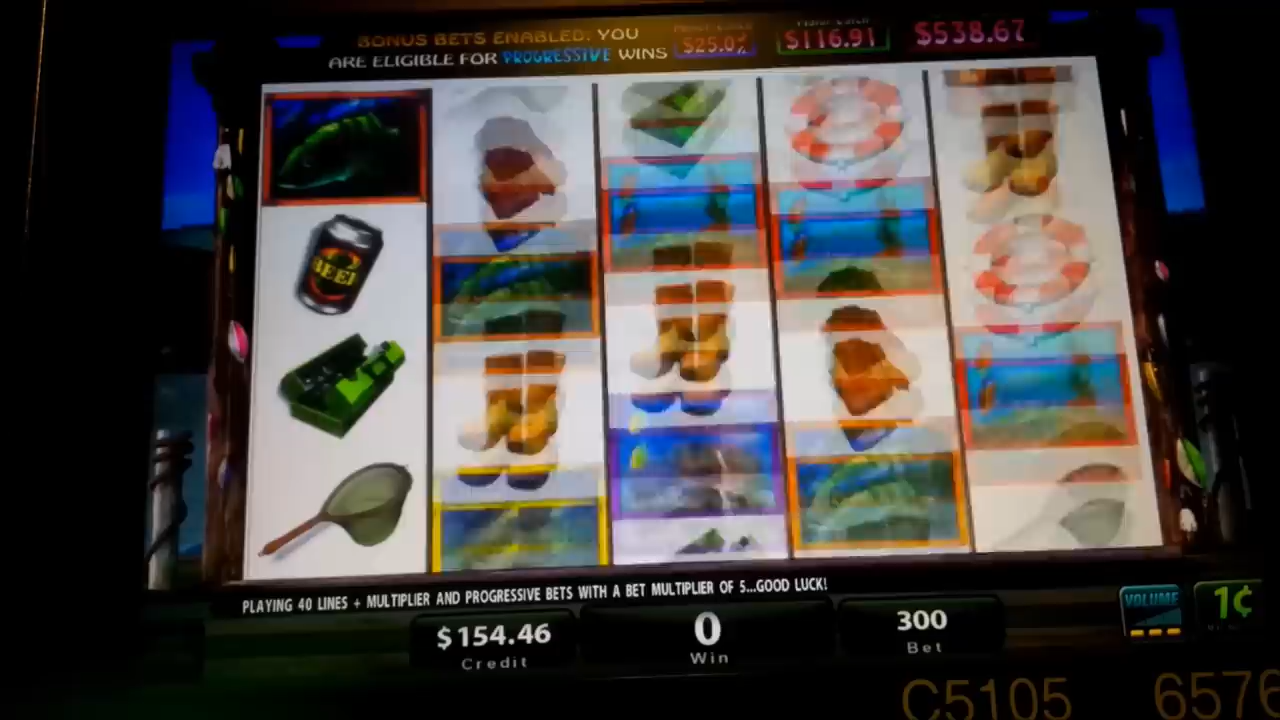 BONUS BETS ENABLED. YOU
ARE ELIGIBLE FOR PROGRESSIVE WINS
$116.91
$538.67
BEER
PLAYING 40 LINES + MULTIPLIER AND PROGRESSIVE BETS WITH A BET MULTIPLIER OF 5...GOOD LUCK!
$154.46
Credit
0
Win
300
Bet
VOLUME
1¢
C5105 6576